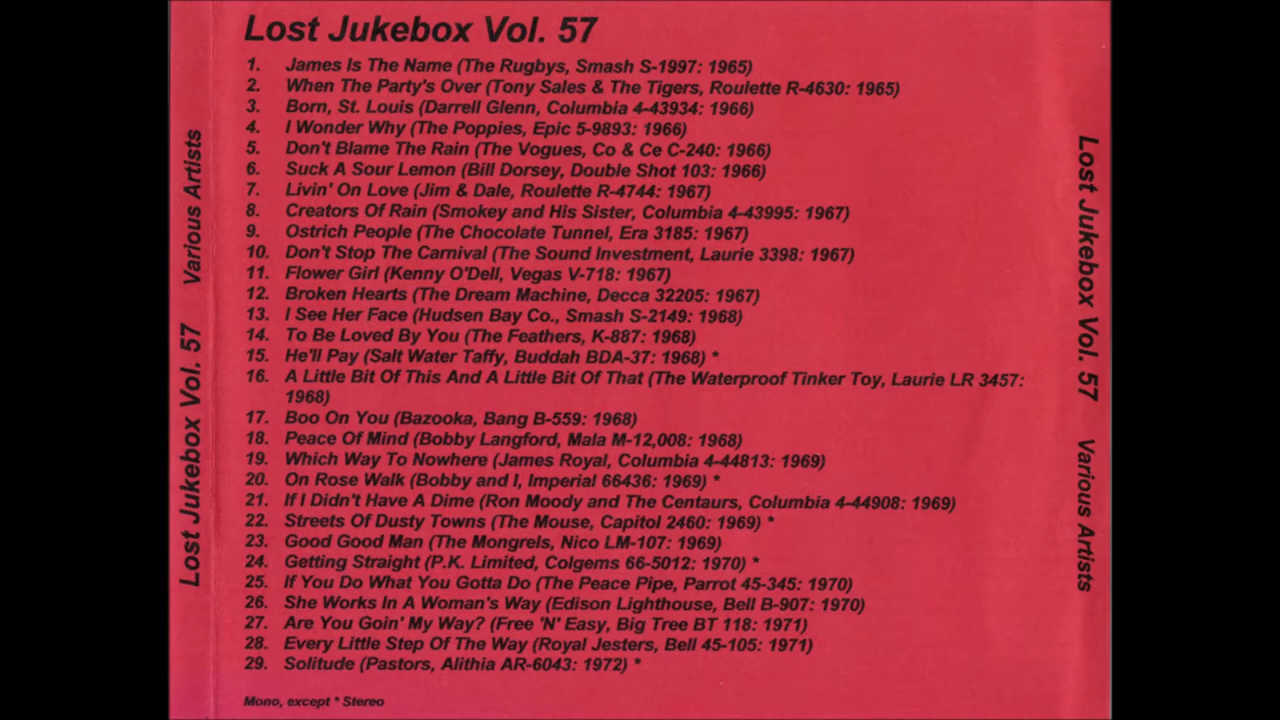 Lost Jukebox Vol. 57
1. James Is The Name (The Rugbys, Smash S-1997: 1965)
2. When The Party's Over (Tony Sales & The Tigers, Roulette R-4630: 1965)
3. Born, St. Louis (Darrell Glenn, Columbia 4-43934: 1966)
4. I Wonder Why (The Poppies, Epic 5-9893: 1966)
5. Don't Blame The Rain (The Vogues, Co & Ce C-240: 1966)
6. Suck A Sour Lemon (Bill Dorsey, Double Shot 103: 1966)
7. Livin' On Love (Jim & Dale, Roulette R-4744: 1967)
8. Creators Of Rain (Smokey and His Sister, Columbia 4-43995: 1967)
9. Ostrich People (The Chocolate Tunnel, Era 3185: 1967)
10. Don't Stop The Carnival (The Sound Investment, Laurie 3398: 1967)
11. Flower Girl (Kenny O'Dell, Vegas V-718: 1967)
12. Broken Hearts (The Dream Machine, Decca 32205: 1967)
13. I See Her Face (Hudsen Bay Co., Smash S-2149: 1968)
14. To Be Loved By You (The Feathers, K-887: 1968)
15. He'll Pay (Salt Water Taffy, Buddah BDA-37: 1968) *
16. A Little Bit Of This And A Little Bit Of That (The Waterproof Tinker Toy, Laurie LR 3457:
1968)
17. Boo On You (Bazooka, Bang B-559: 1968)
18. Peace Of Mind (Bobby Langford, Mala M-12,008: 1968)
19. Which Way To Nowhere (James Royal, Columbia 4-44813: 1969)
20. On Rose Walk (Bobby and I, Imperial 66436: 1969) *
21. If I Didn't Have A Dime (Ron Moody and The Centaurs, Columbia 4-44908: 1969)
22. Streets Of Dusty Towns (The Mouse, Capitol 2460: 1969) *
23. Good Good Man (The Mongrels, Nico LM-107: 1969)
24. Getting Straight (P.K. Limited, Colgems 66-5012: 1970) *
25. If You Do What You Gotta Do (The Peace Pipe, Parrot 45-345: 1970)
26. She Works In A Woman's Way (Edison Lighthouse, Bell B-907: 1970)
27. Are You Goin' My Way? (Free 'N' Easy, Big Tree BT 118: 1971)
28. Every Little Step Of The Way (Royal Jesters, Bell 45-105: 1971)
29. Solitude (Pastors, Alithia AR-6043: 1972) *
Mono, except * Stereo
Lost Jukebox Vol. 57 Various Artists
Lost Jukebox Vol. 57 Various Artists